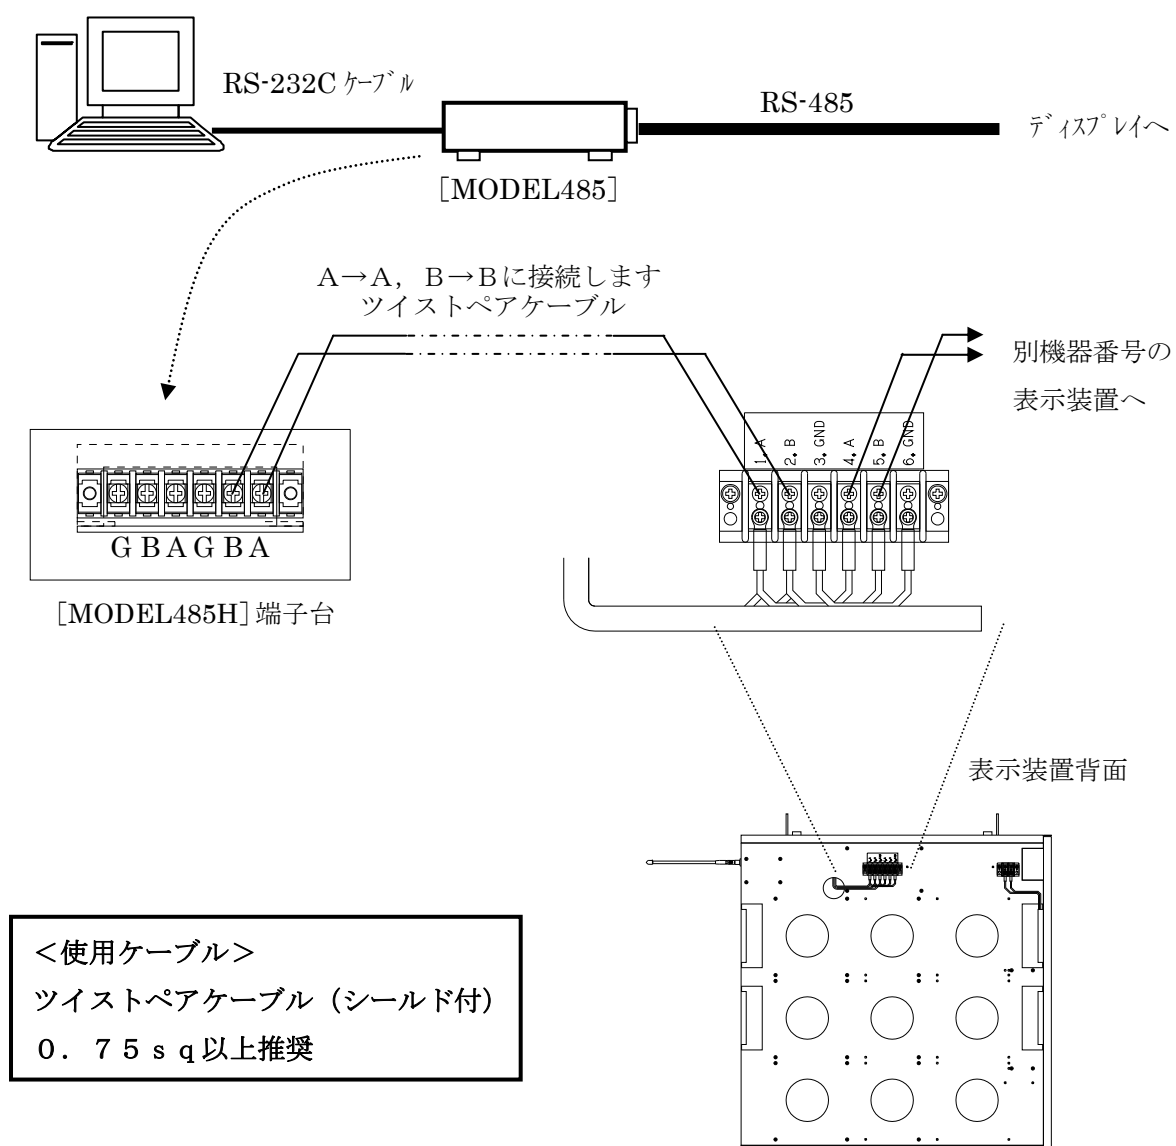 RS-232C ｹｰﾌﾞﾙ
RS-485
ﾃﾞｨｽﾌﾟﾚｲへ
［MODEL485］
Ａ→Ａ，Ｂ→Ｂに接続します
ツイストペアケーブル
別機器番号の
表示装置へ
1. A
2. B
3. GND
4. A
5. B
6. GND
G B A G B A
［MODEL485H］端子台
表示装置背面
＜使用ケーブル＞
ツイストペアケーブル（シールド付）
０．７５ｓｑ以上推奨